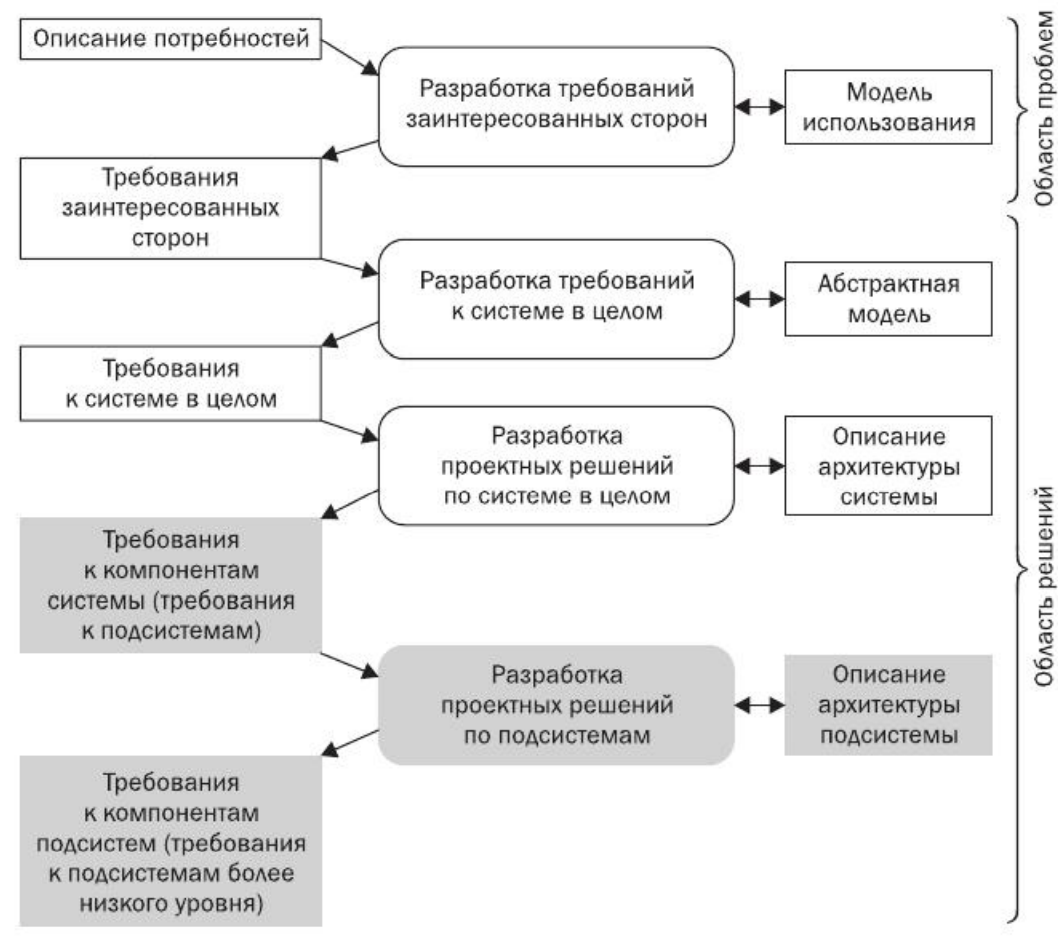 Описание потребностей
Разработка требований
заинтересованных сторон
Модель
использования
Область проблем
Требования
заинтересованных
сторон
Разработка требований
к системе в целом
Абстрактная
модель
Требования
к системе в целом
Разработка
проектных решений
по системе в целом
Описание
архитектуры
системы
Область решений
Требования
к компонентам
системы (требования
к подсистемам)
Разработка
проектных решений
по подсистемам
Описание
архитектуры
подсистемы
Требования
к компонентам
подсистем (требования
к подсистемам более
низкого уровня)